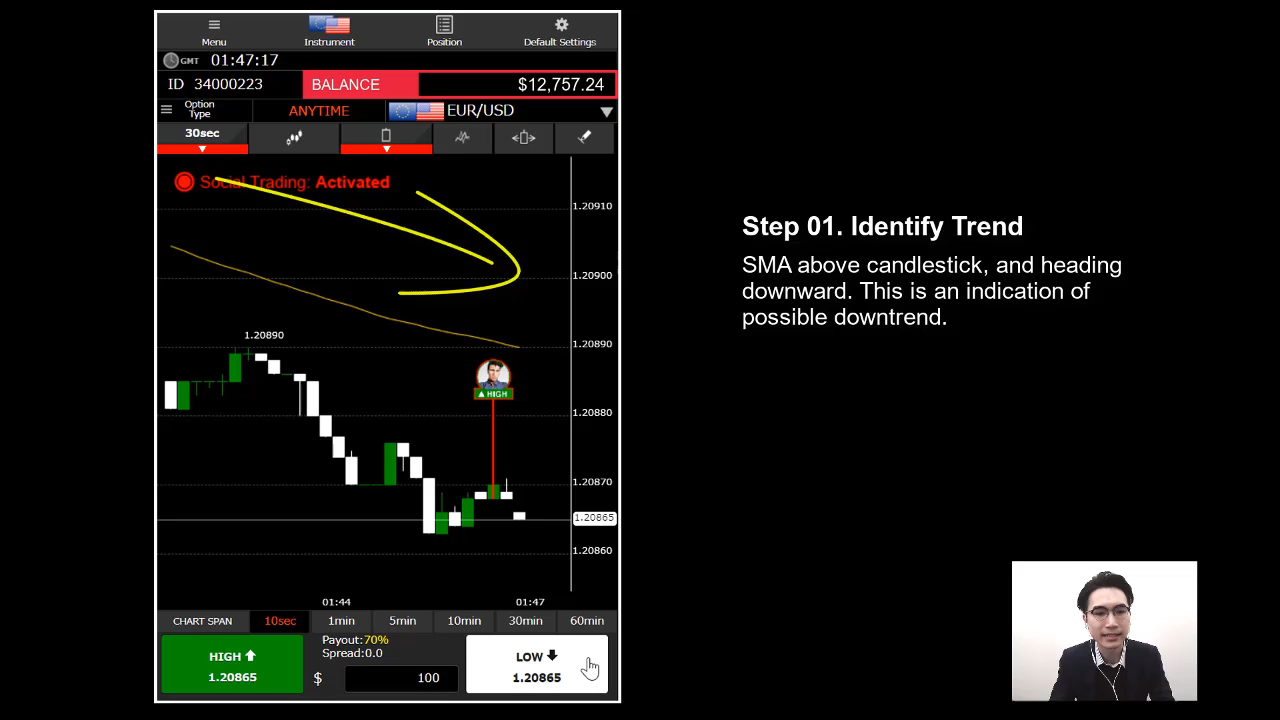 Menu
Instrument
Position
Default Settings
GMT 01:47:17
ID 34000223
BALANCE
$12,757.24
Option
Type
ANYTIME
EUR/USD
30sec
Social Trading: Activated
1.20910
1.20900
1.20890
1.20890
HIGH
1.20880
1.20870
1.20865
1.20860
01:44
01:47
CHART SPAN
10sec
1min
5min
10min
30min
60min
HIGH
1.20865
Payout:70%
Spread:0.0
$
100
LOW
1.20865
Step 01. Identify Trend
SMA above candlestick, and heading
downward. This is an indication of
possible downtrend.